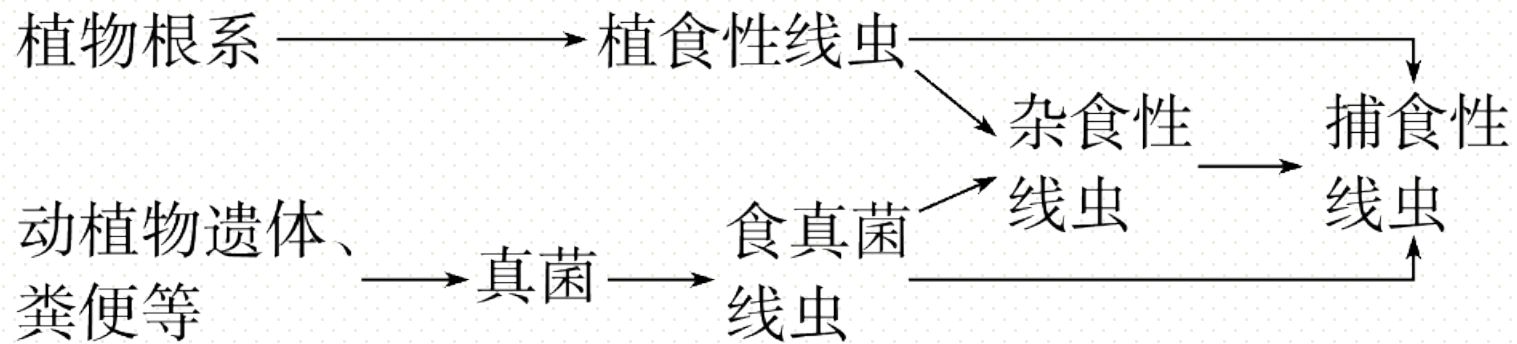 植物根系
植食性线虫
杂食性
线虫
捕食性
线虫
动植物遗体、
粪便等
真菌
食真菌
线虫